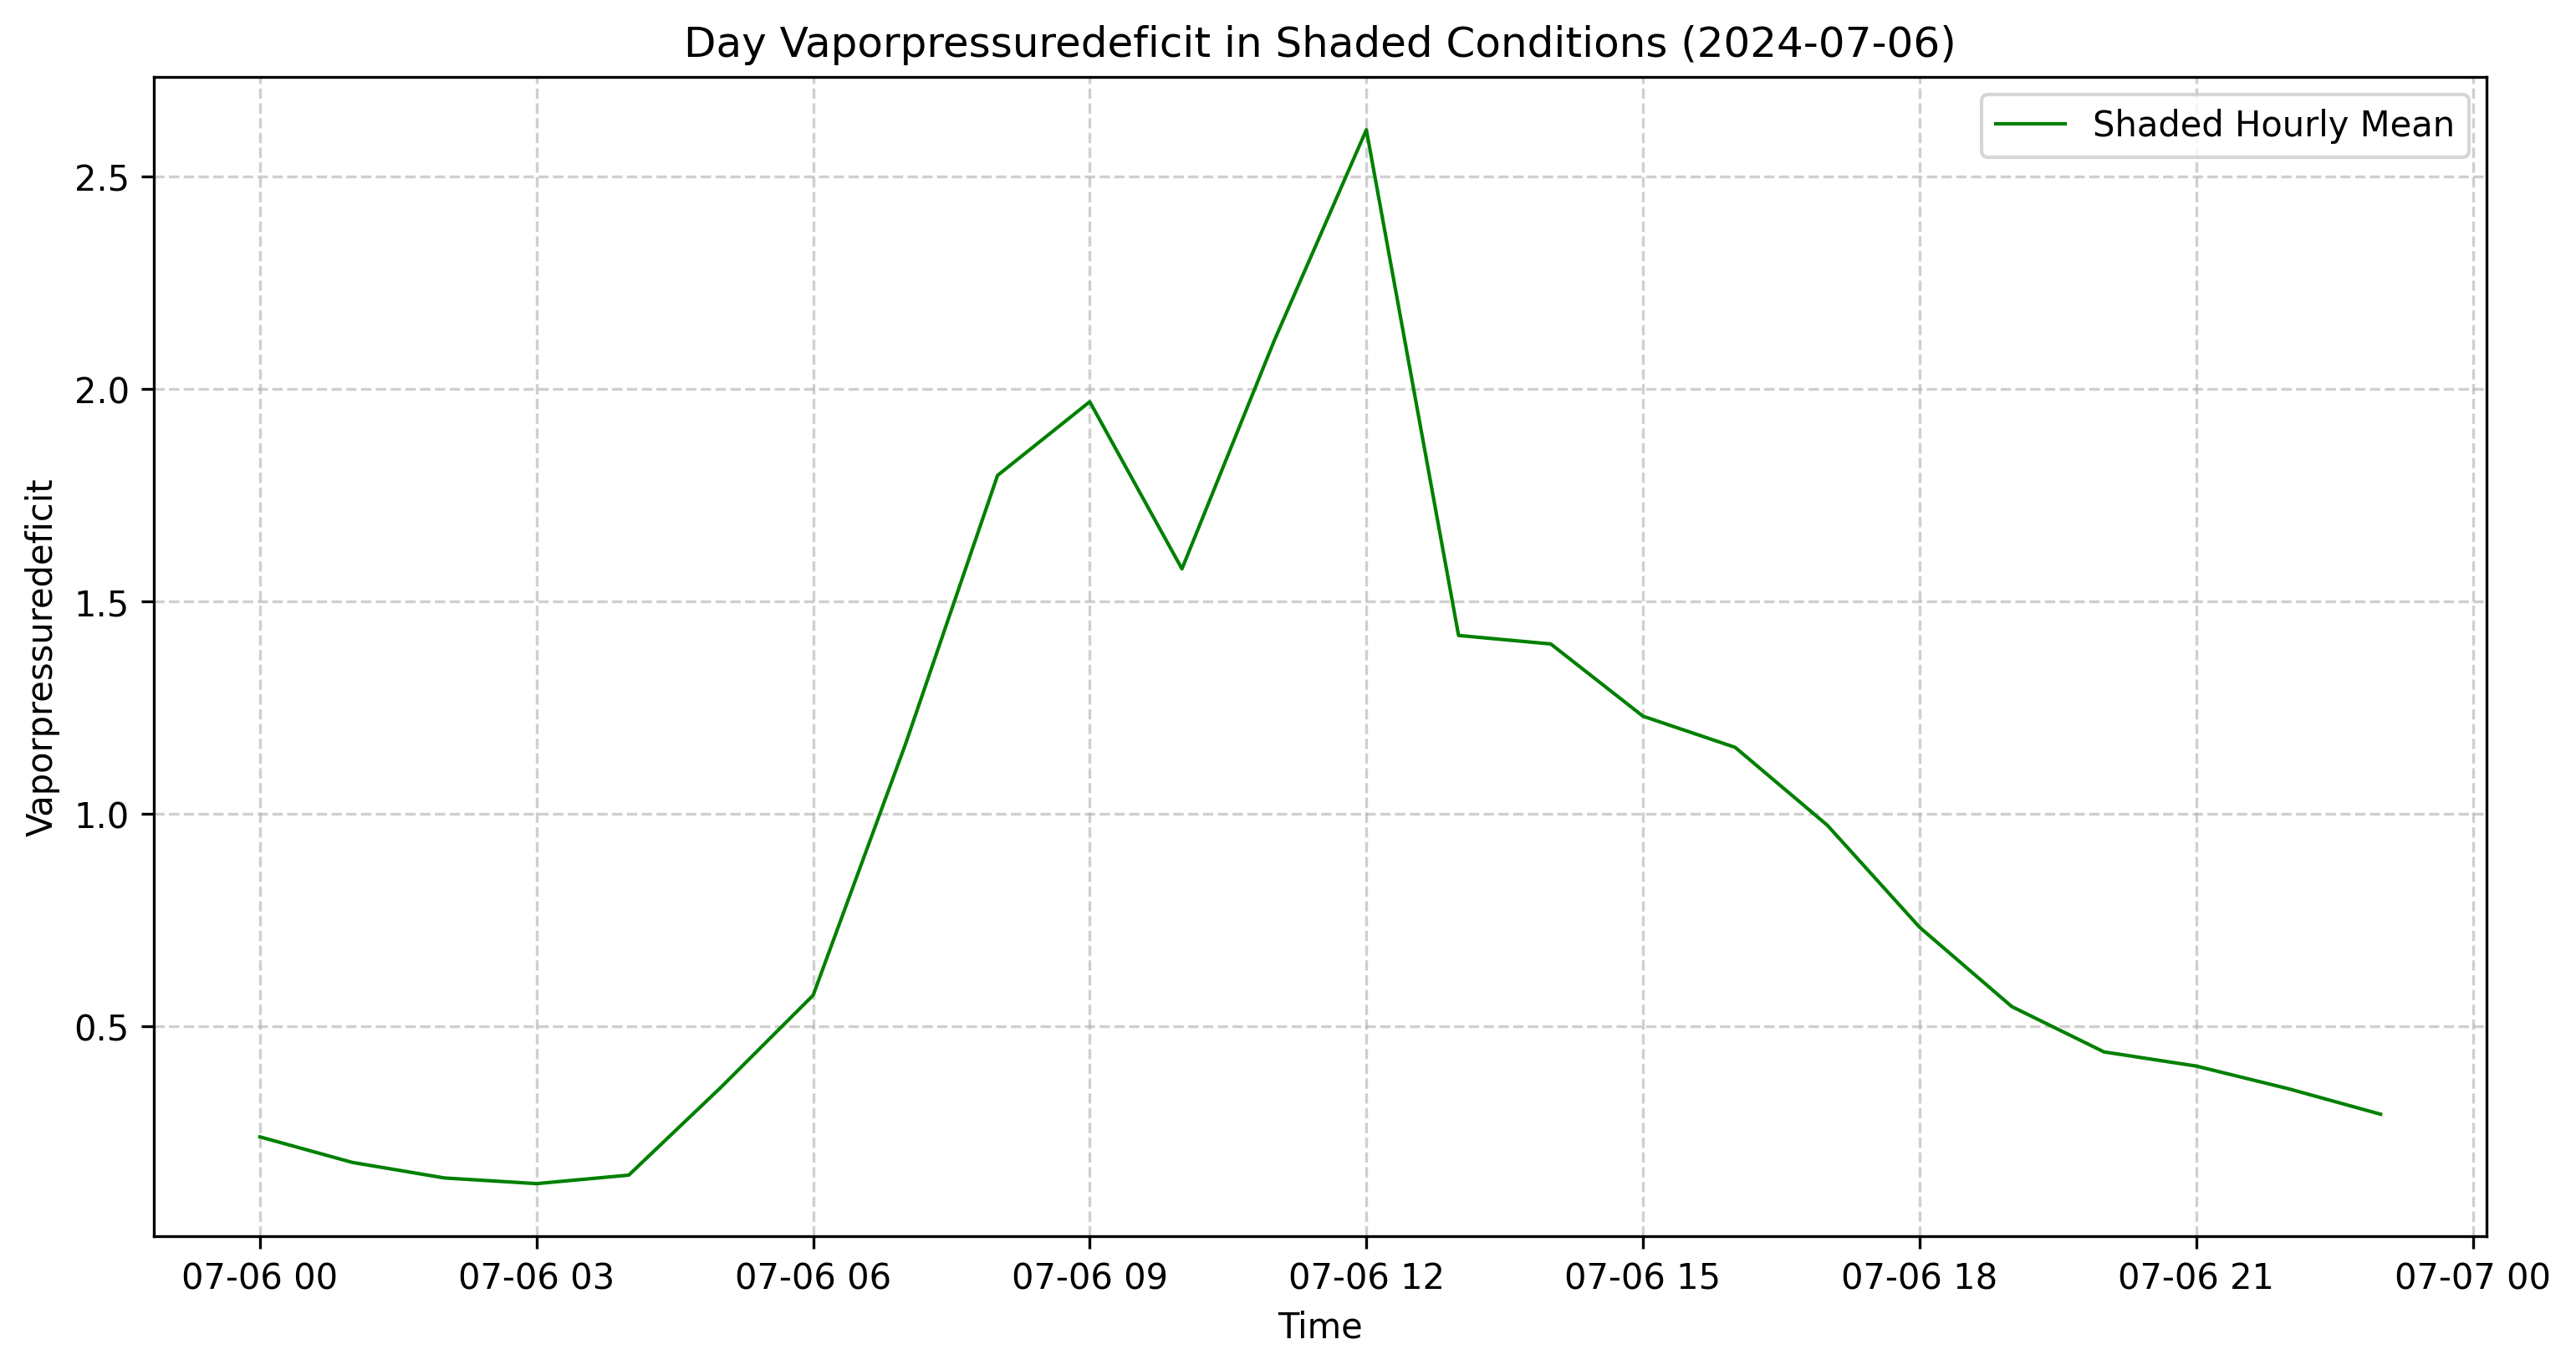 Day Vaporpressuredeficit in Shaded Conditions (2024-07-06)
Shaded Hourly Mean
Vaporpressuredeficit
2.5
2.0
1.5
1.0
0.5
07-06 00 07-06 03 07-06 06 07-06 09 07-06 12 07-06 15 07-06 18 07-06 21 07-07 00
Time